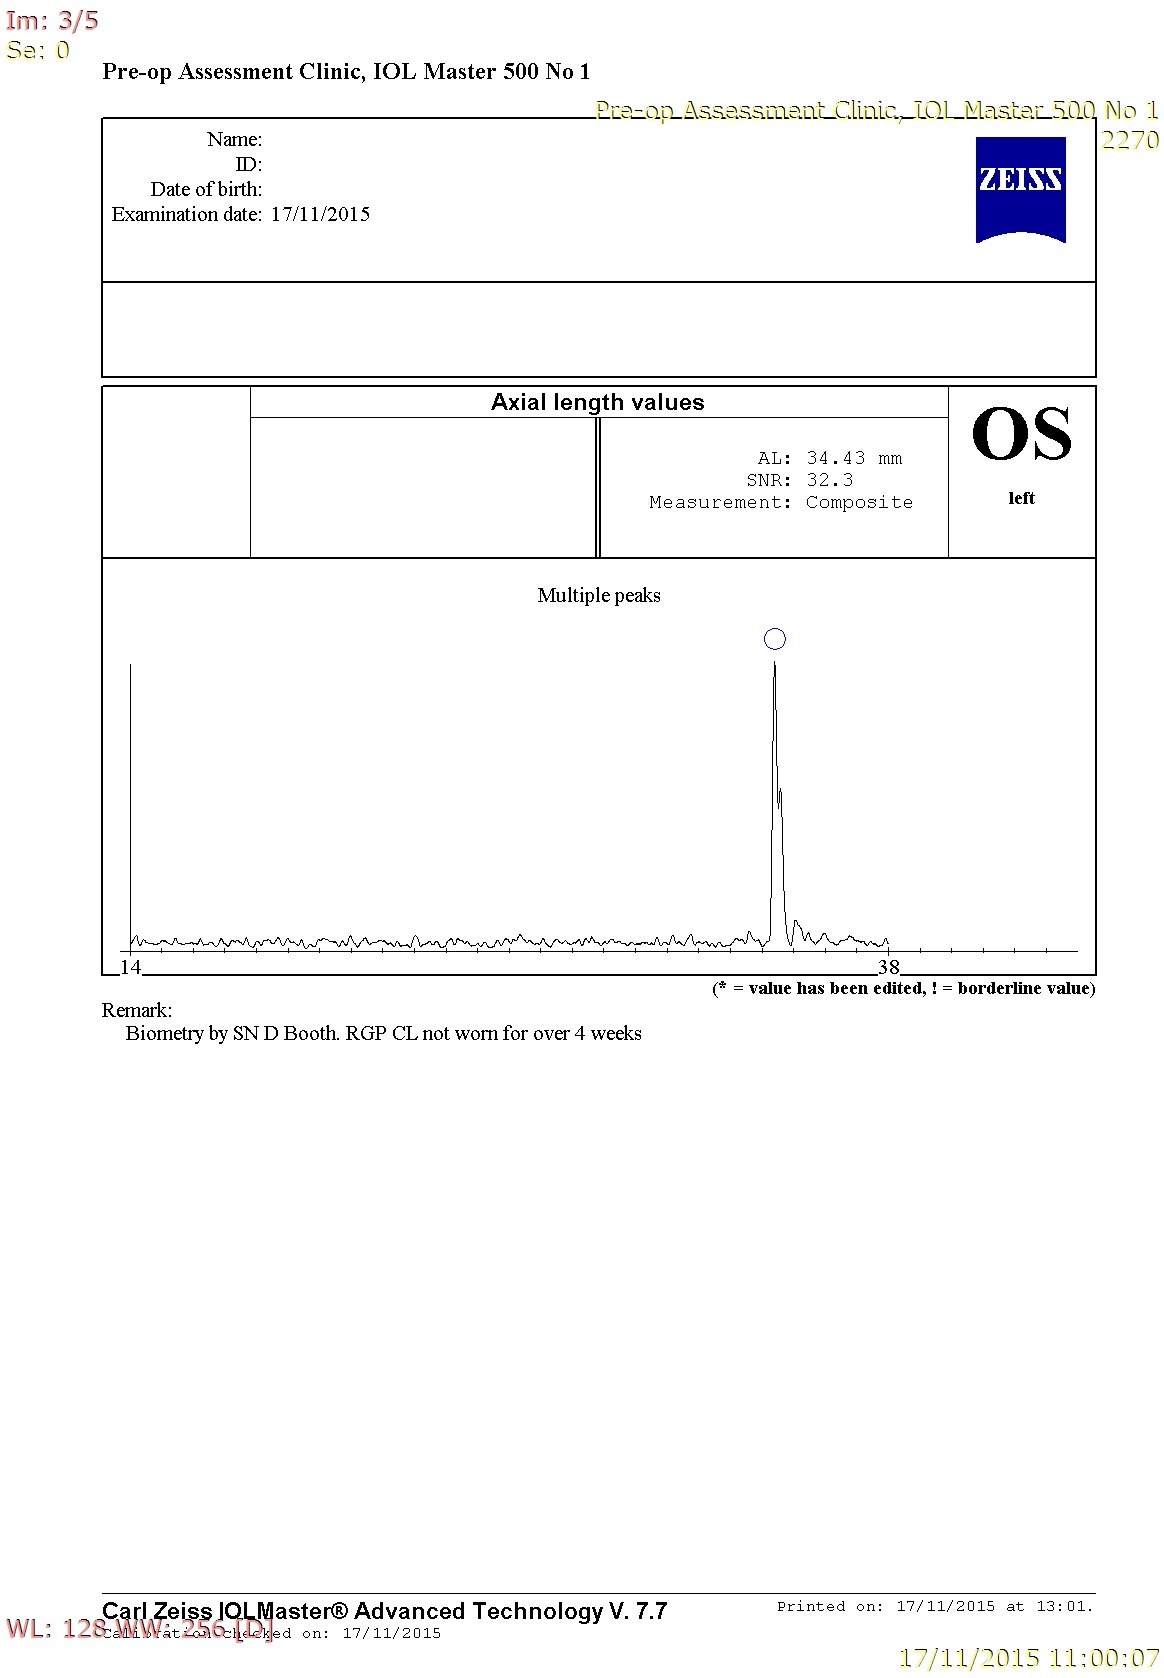 Im: 3/5
Se: 0
Pre-op Assessment Clinic, IOL Master 500 No 1
Pre-op Assessment Clinic, IOL Master 500 No 1
2270
Name:
ID:
Date of birth:
Examination date: 17/11/2015
ZEISS
Axial length values
OS
left
AL: 34.43 mm
SNR: 32.3
Measurement: Composite
Multiple peaks
14 38
(* = value has been edited, ! = borderline value)
Remark:
Biometry by SN D Booth. RGP CL not worn for over 4 weeks
Carl Zeiss IOLMaster® Advanced Technology V. 7.7
Printed on: 17/11/2015 at 13:01.
WL: 128 WW: 256 [D]
Calibration checked on: 17/11/2015
17/11/2015 11:00:07